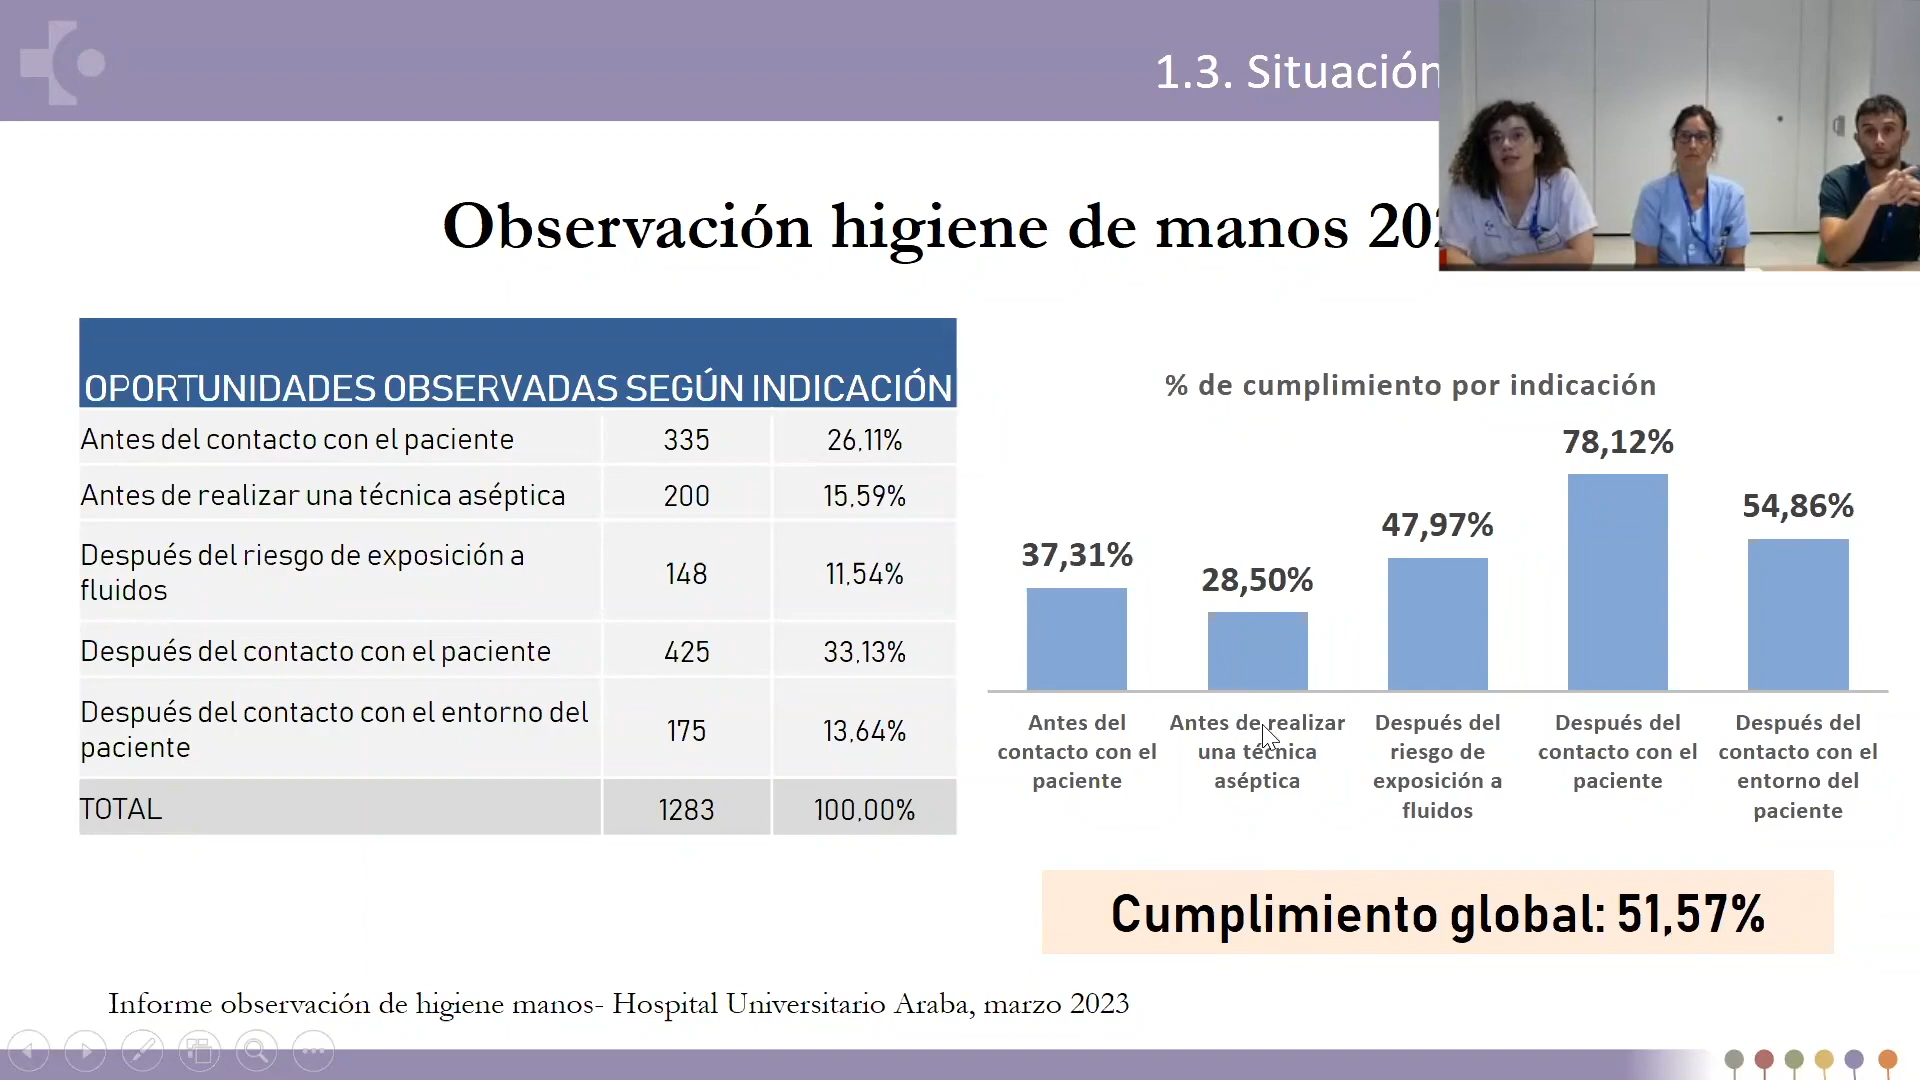 1.3. Situación
Observación higiene de manos
OPORTUNIDADES OBSERVADAS SEGÚN INDICACIÓN
Antes del contacto con el paciente 335 26,11%
Antes de realizar una técnica aséptica 200 15,59%
Después del riesgo de exposición a
fluidos 148 11,54%
Después del contacto con el paciente 425 33,13%
Después del contacto con el entorno del
paciente 175 13,64%
TOTAL 1283 100,00%
% de cumplimiento por indicación
37,31%
28,50%
47,97%
78,12%
54,86%
Antes del
contacto con el
paciente
Antes de realizar
una técnica
aséptica
Después del
riesgo de
exposición a
fluidos
Después del
contacto con el
paciente
Después del
contacto con el
entorno del
paciente
Cumplimiento global: 51,57%
Informe observación de higiene manos- Hospital Universitario Araba, marzo 2023